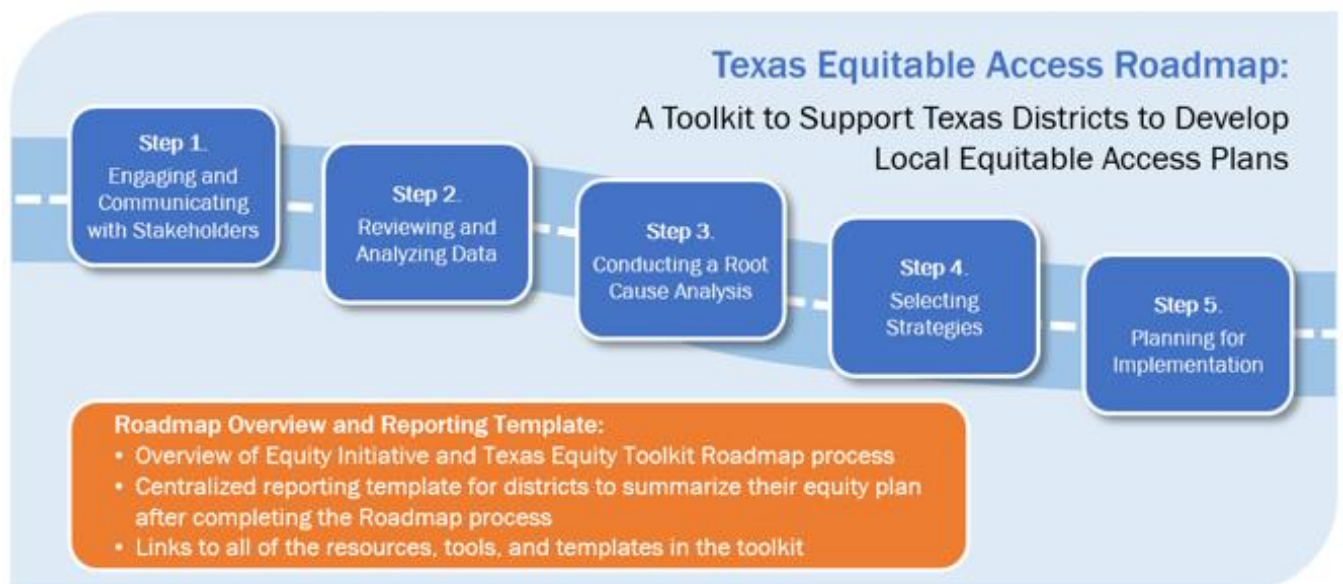 Texas Equitable Access Roadmap:
A Toolkit to Support Texas Districts to Develop
Local Equitable Access Plans
Step 1.
Engaging and
Communicating
with Stakeholders
Step 2.
Reviewing and
Analyzing Data
Step 3.
Conducting a Root
Cause Analysis
Step 4.
Selecting
Strategies
Step 5.
Planning for
Implementation
Roadmap Overview and Reporting Template:
• Overview of Equity Initiative and Texas Equity Toolkit Roadmap process
• Centralized reporting template for districts to summarize their equity plan
after completing the Roadmap process
• Links to all of the resources, tools, and templates in the toolkit